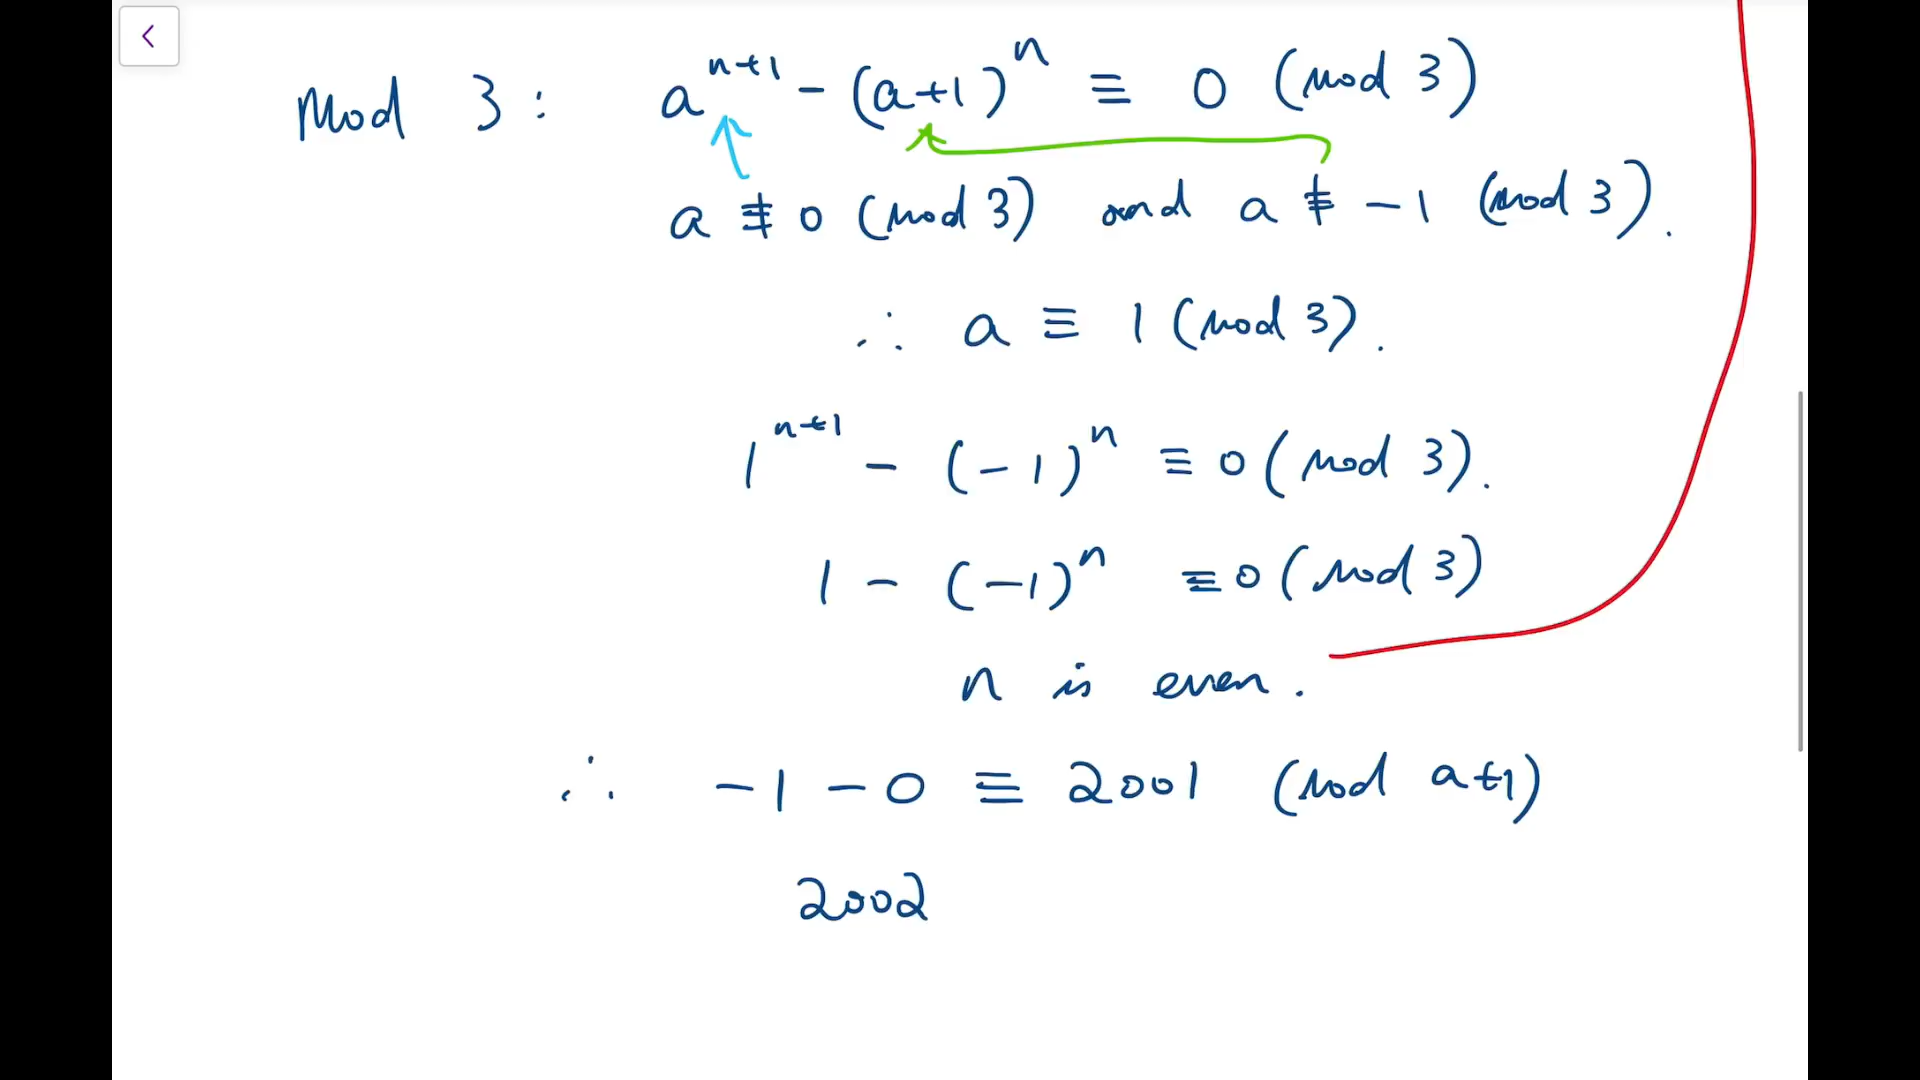 Mod 3: a^{n+1} - (a+1)^n ≡ 0 (mod 3)
a ≢ 0 (mod 3) and a ≢ -1 (mod 3).
∴ a ≡ 1 (mod 3).
1^{n+1} - (-1)^n ≡ 0 (mod 3).
1 - (-1)^n ≡ 0 (mod 3)
n is even.
∴ -1 - 0 ≡ 2001 (mod a+1)
2002